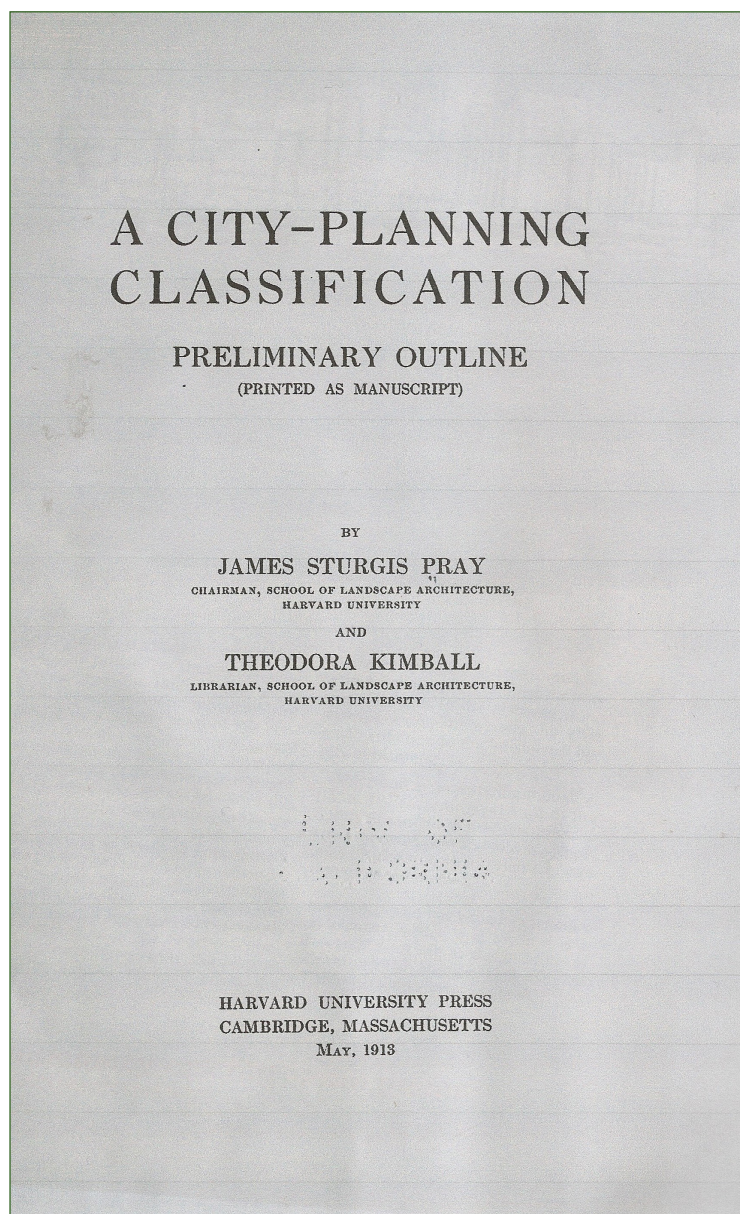 A CITY–PLANNING
CLASSIFICATION
PRELIMINARY OUTLINE
(PRINTED AS MANUSCRIPT)
BY
JAMES STURGIS PRAY
CHAIRMAN, SCHOOL OF LANDSCAPE ARCHITECTURE,
HARVARD UNIVERSITY
AND
THEODORA KIMBALL
LIBRARIAN, SCHOOL OF LANDSCAPE ARCHITECTURE,
HARVARD UNIVERSITY
OF
HARVARD UNIVERSITY PRESS
CAMBRIDGE, MASSACHUSETTS
MAY, 1913